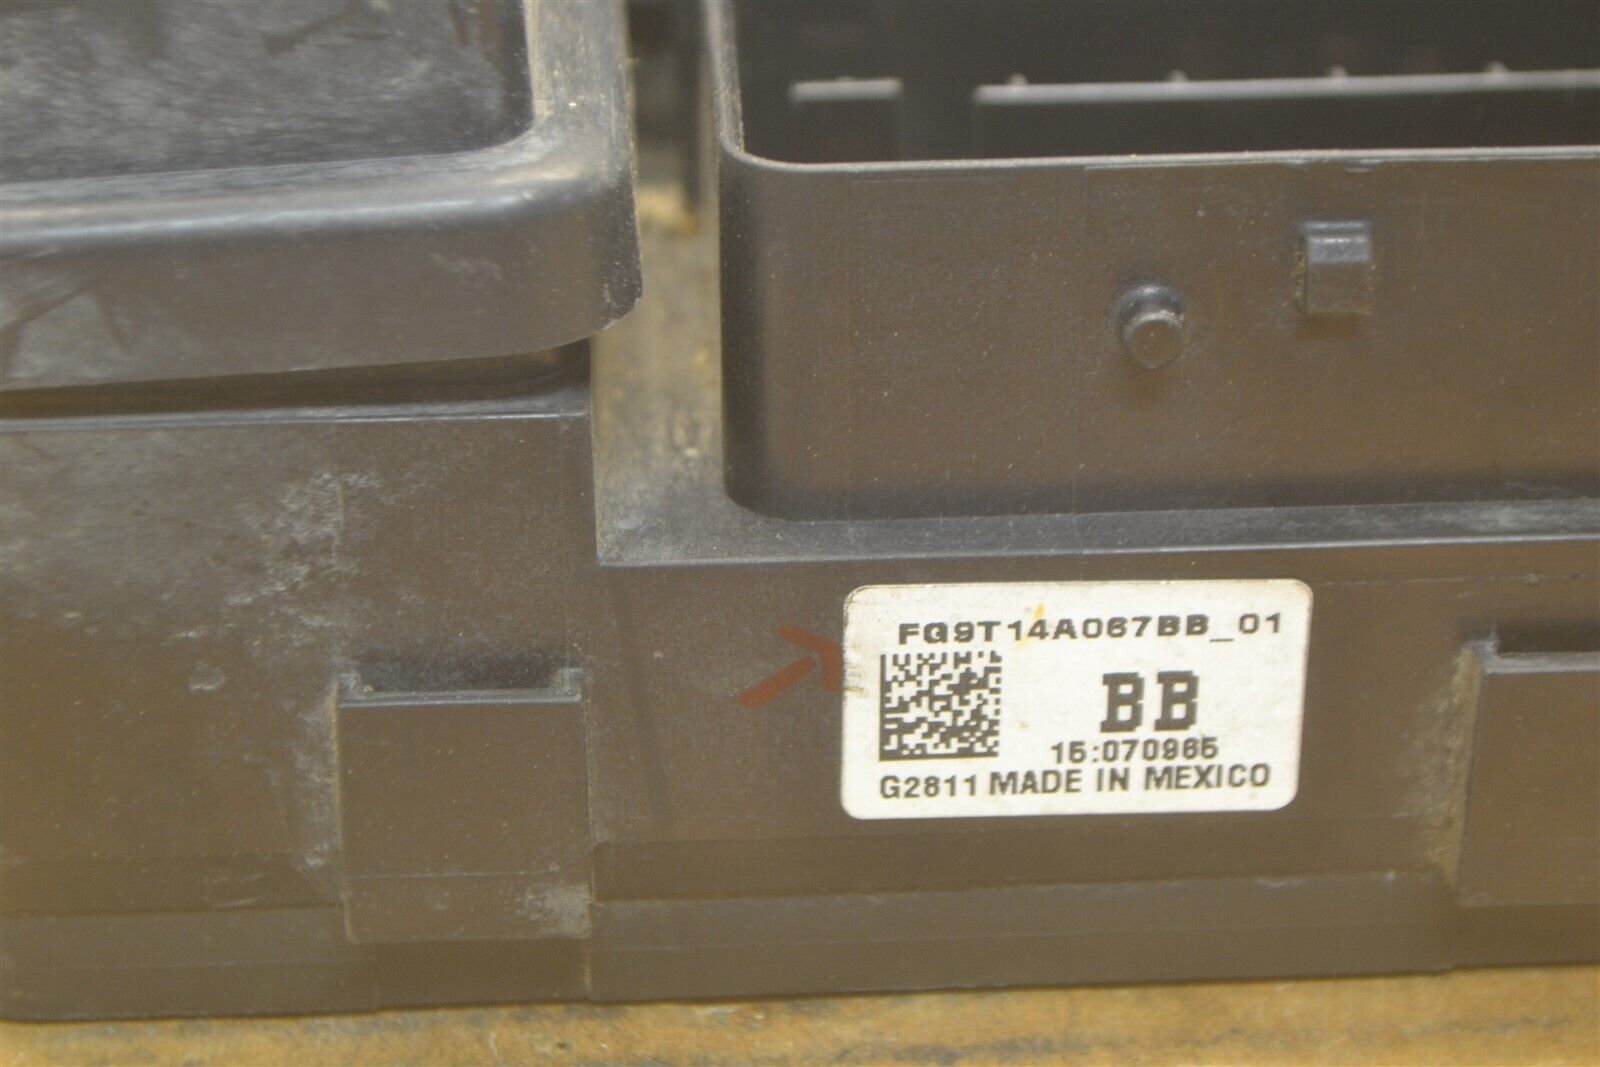 FG9T14A067BB_01
BB
15:070965
G2811 MADE IN MEXICO